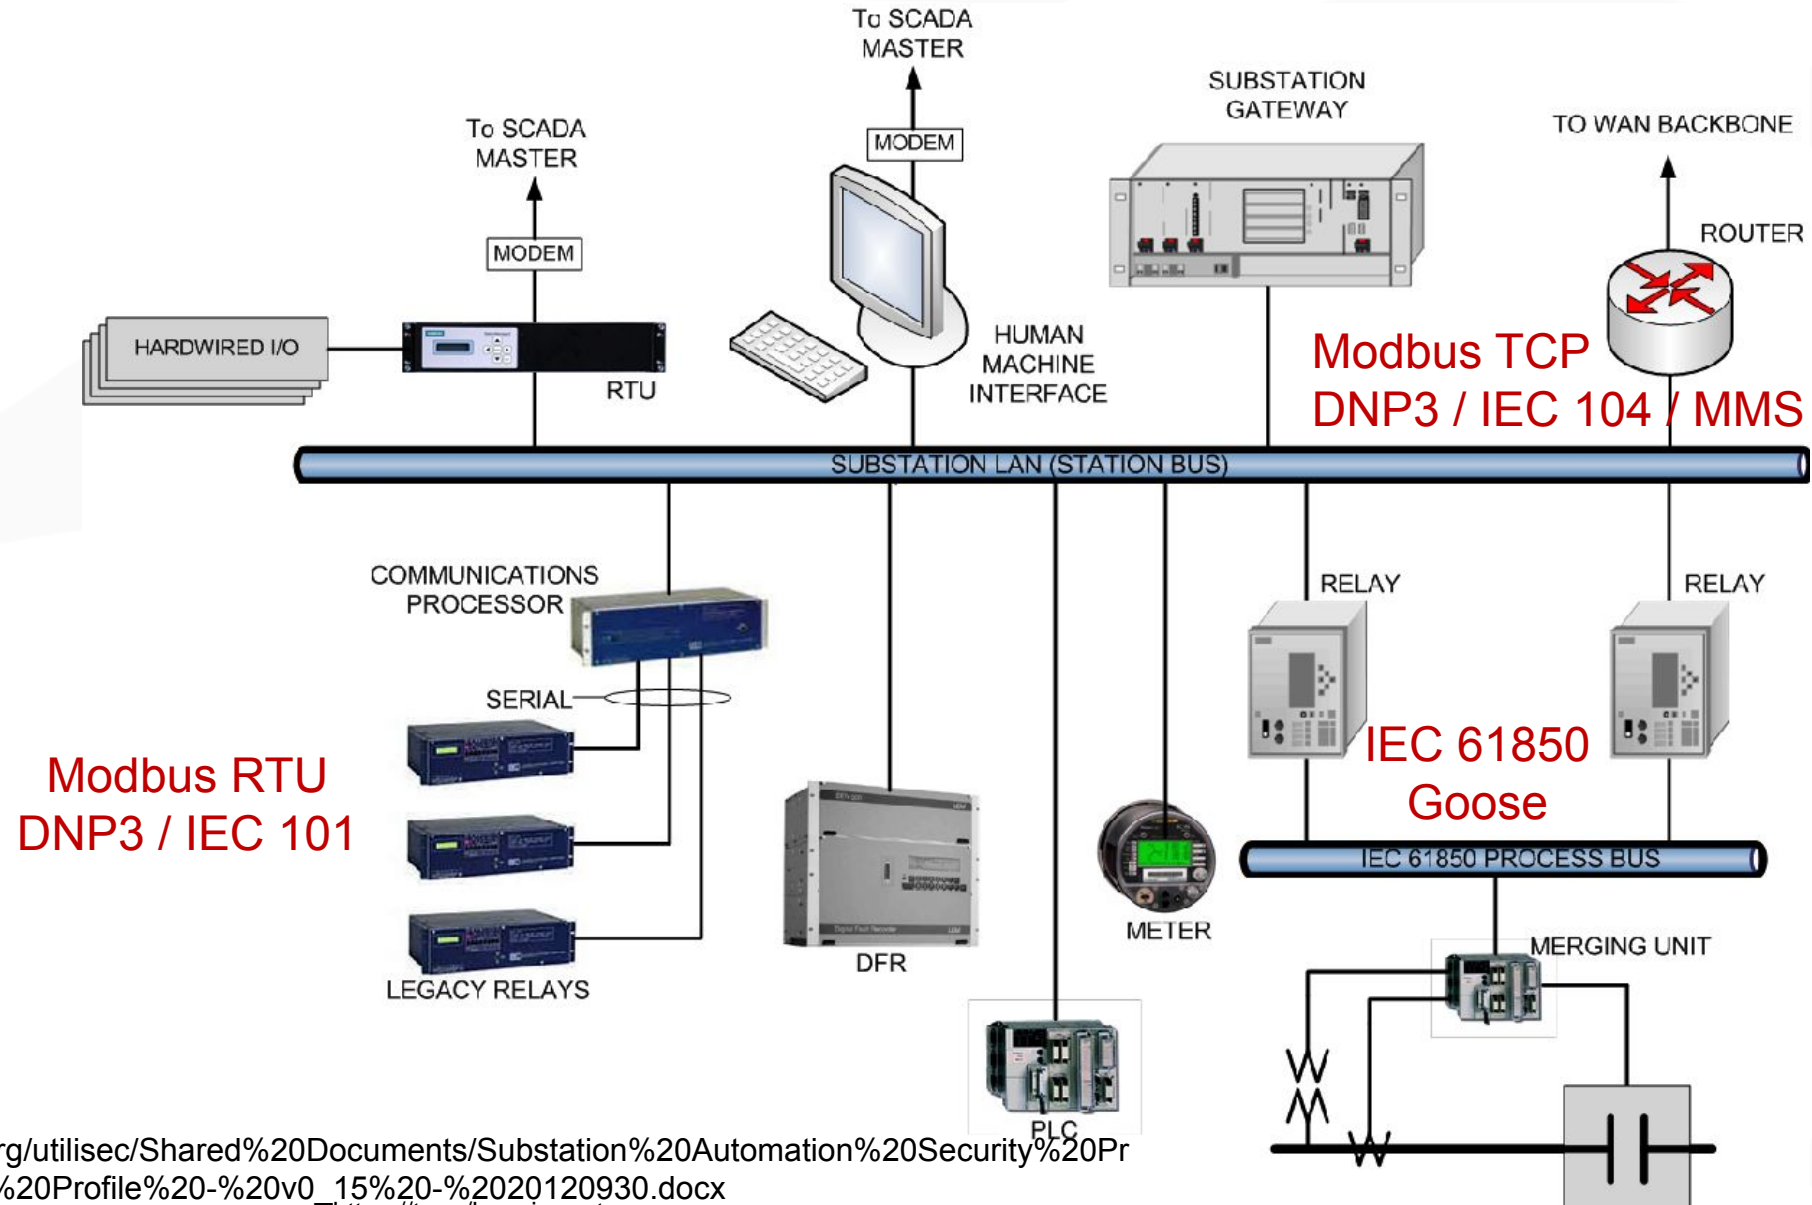 To SCADA
MASTER
To SCADA
MASTER
SUBSTATION
GATEWAY
TO WAN BACKBONE
MODEM
MODEM
ROUTER
HARDWIRED I/O
RTU
HUMAN
MACHINE
INTERFACE
Modbus TCP
DNP3 / IEC 104 / MMS
SUBSTATION LAN (STATION BUS)
COMMUNICATIONS
PROCESSOR
RELAY
RELAY
SERIAL
Modbus RTU
DNP3 / IEC 101
IEC 61850
Goose
IEC 61850 PROCESS BUS
Digital Fault Recorder
METER
MERGING UNIT
DFR
LEGACY RELAYS
PLC
rg/utilisec/Shared%20Documents/Substation%20Automation%20Security%20Pr
%20Profile%20-%20v0_15%20-%2020120930.docx